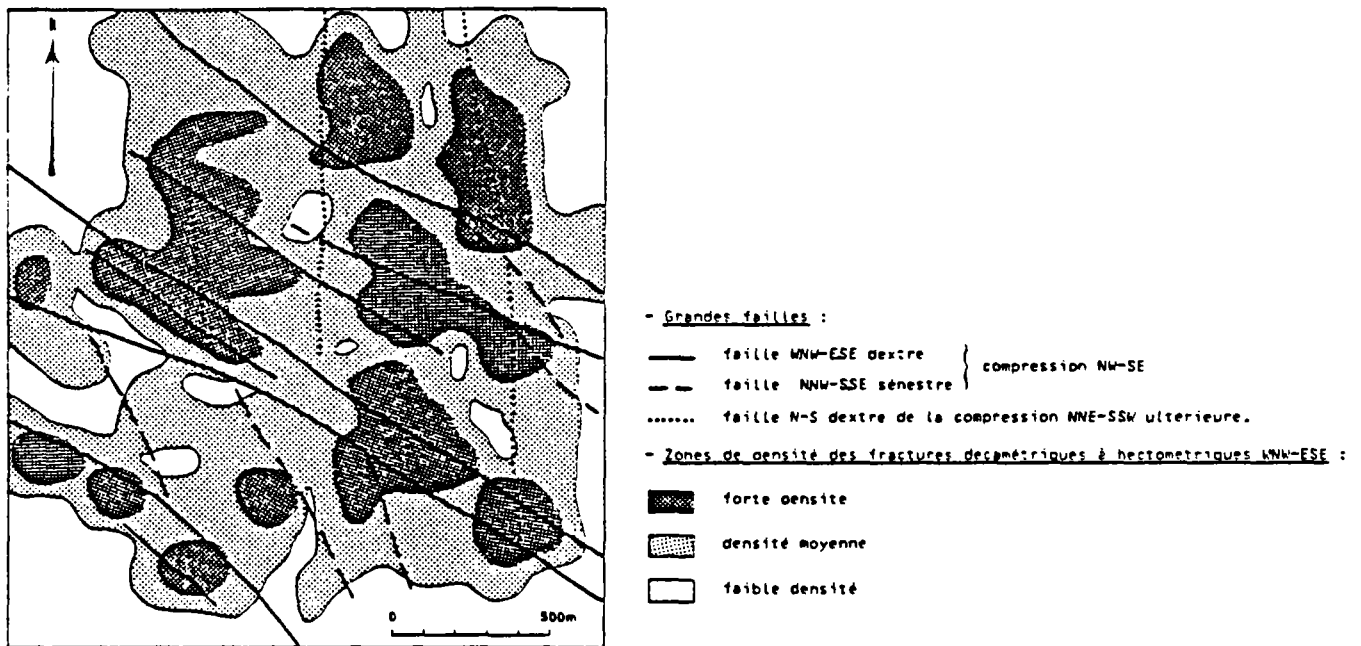 - Grandes failles :
faille WNW-ESE dextre
faille NNW-SSE sénestre
compression NW-SE
faille N-S dextre de la compression NNE-SSW ultérieure.
- Zones de densité des fractures décamétriques à hectométriques WNW-ESE :
forte densité
densité moyenne
faible densité
0 500m